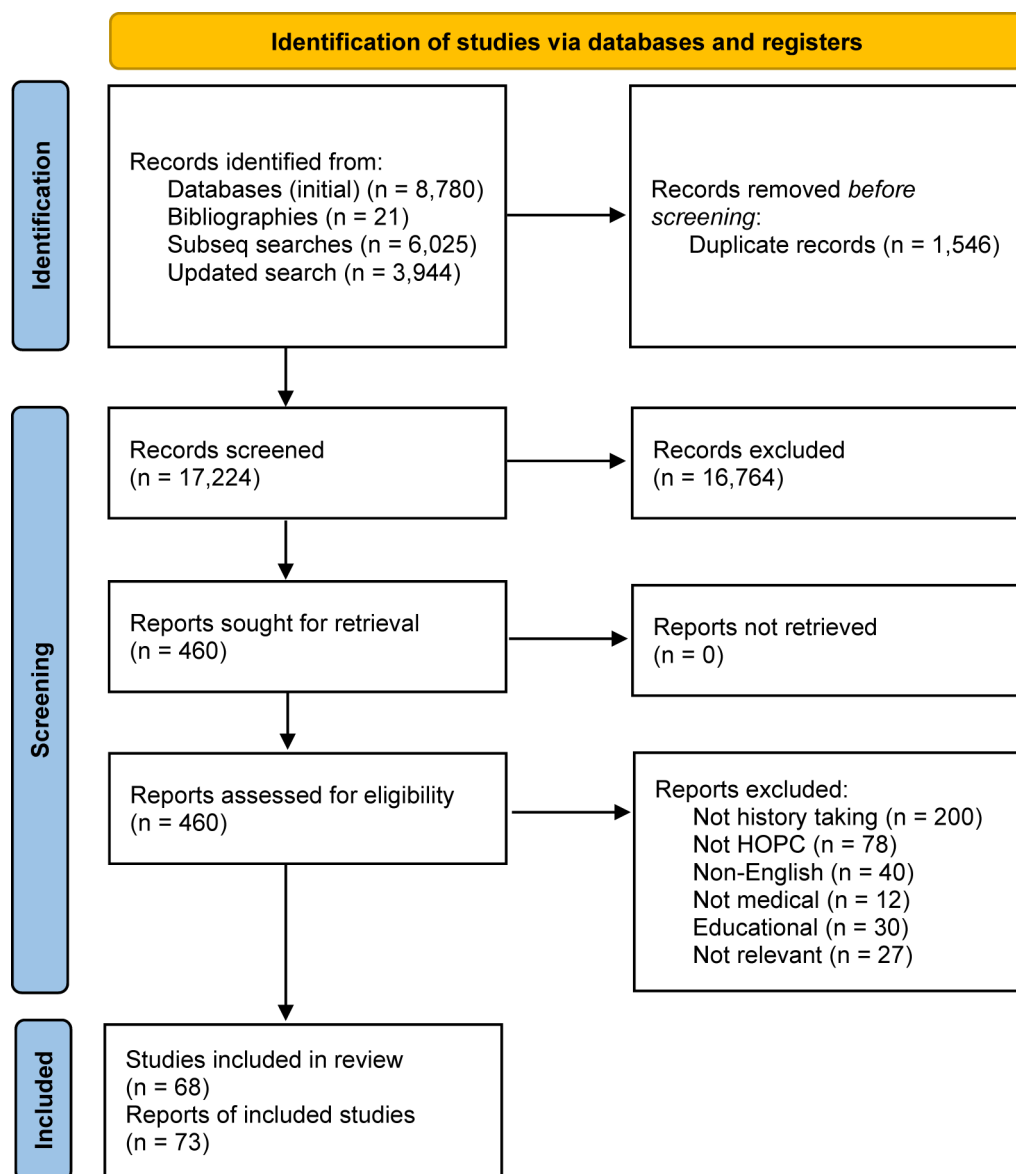 Identification of studies via databases and registers
Identification
Records identified from:
Databases (initial) (n = 8,780)
Bibliographies (n = 21)
Subseq searches (n = 6,025)
Updated search (n = 3,944)
Records removed before
screening:
Duplicate records (n = 1,546)
Screening
Records screened
(n = 17,224)
Records excluded
(n = 16,764)
Reports sought for retrieval
(n = 460)
Reports not retrieved
(n = 0)
Reports assessed for eligibility
(n = 460)
Reports excluded:
Not history taking (n = 200)
Not HOPC (n = 78)
Non-English (n = 40)
Not medical (n = 12)
Educational (n = 30)
Not relevant (n = 27)
Included
Studies included in review
(n = 68)
Reports of included studies
(n = 73)